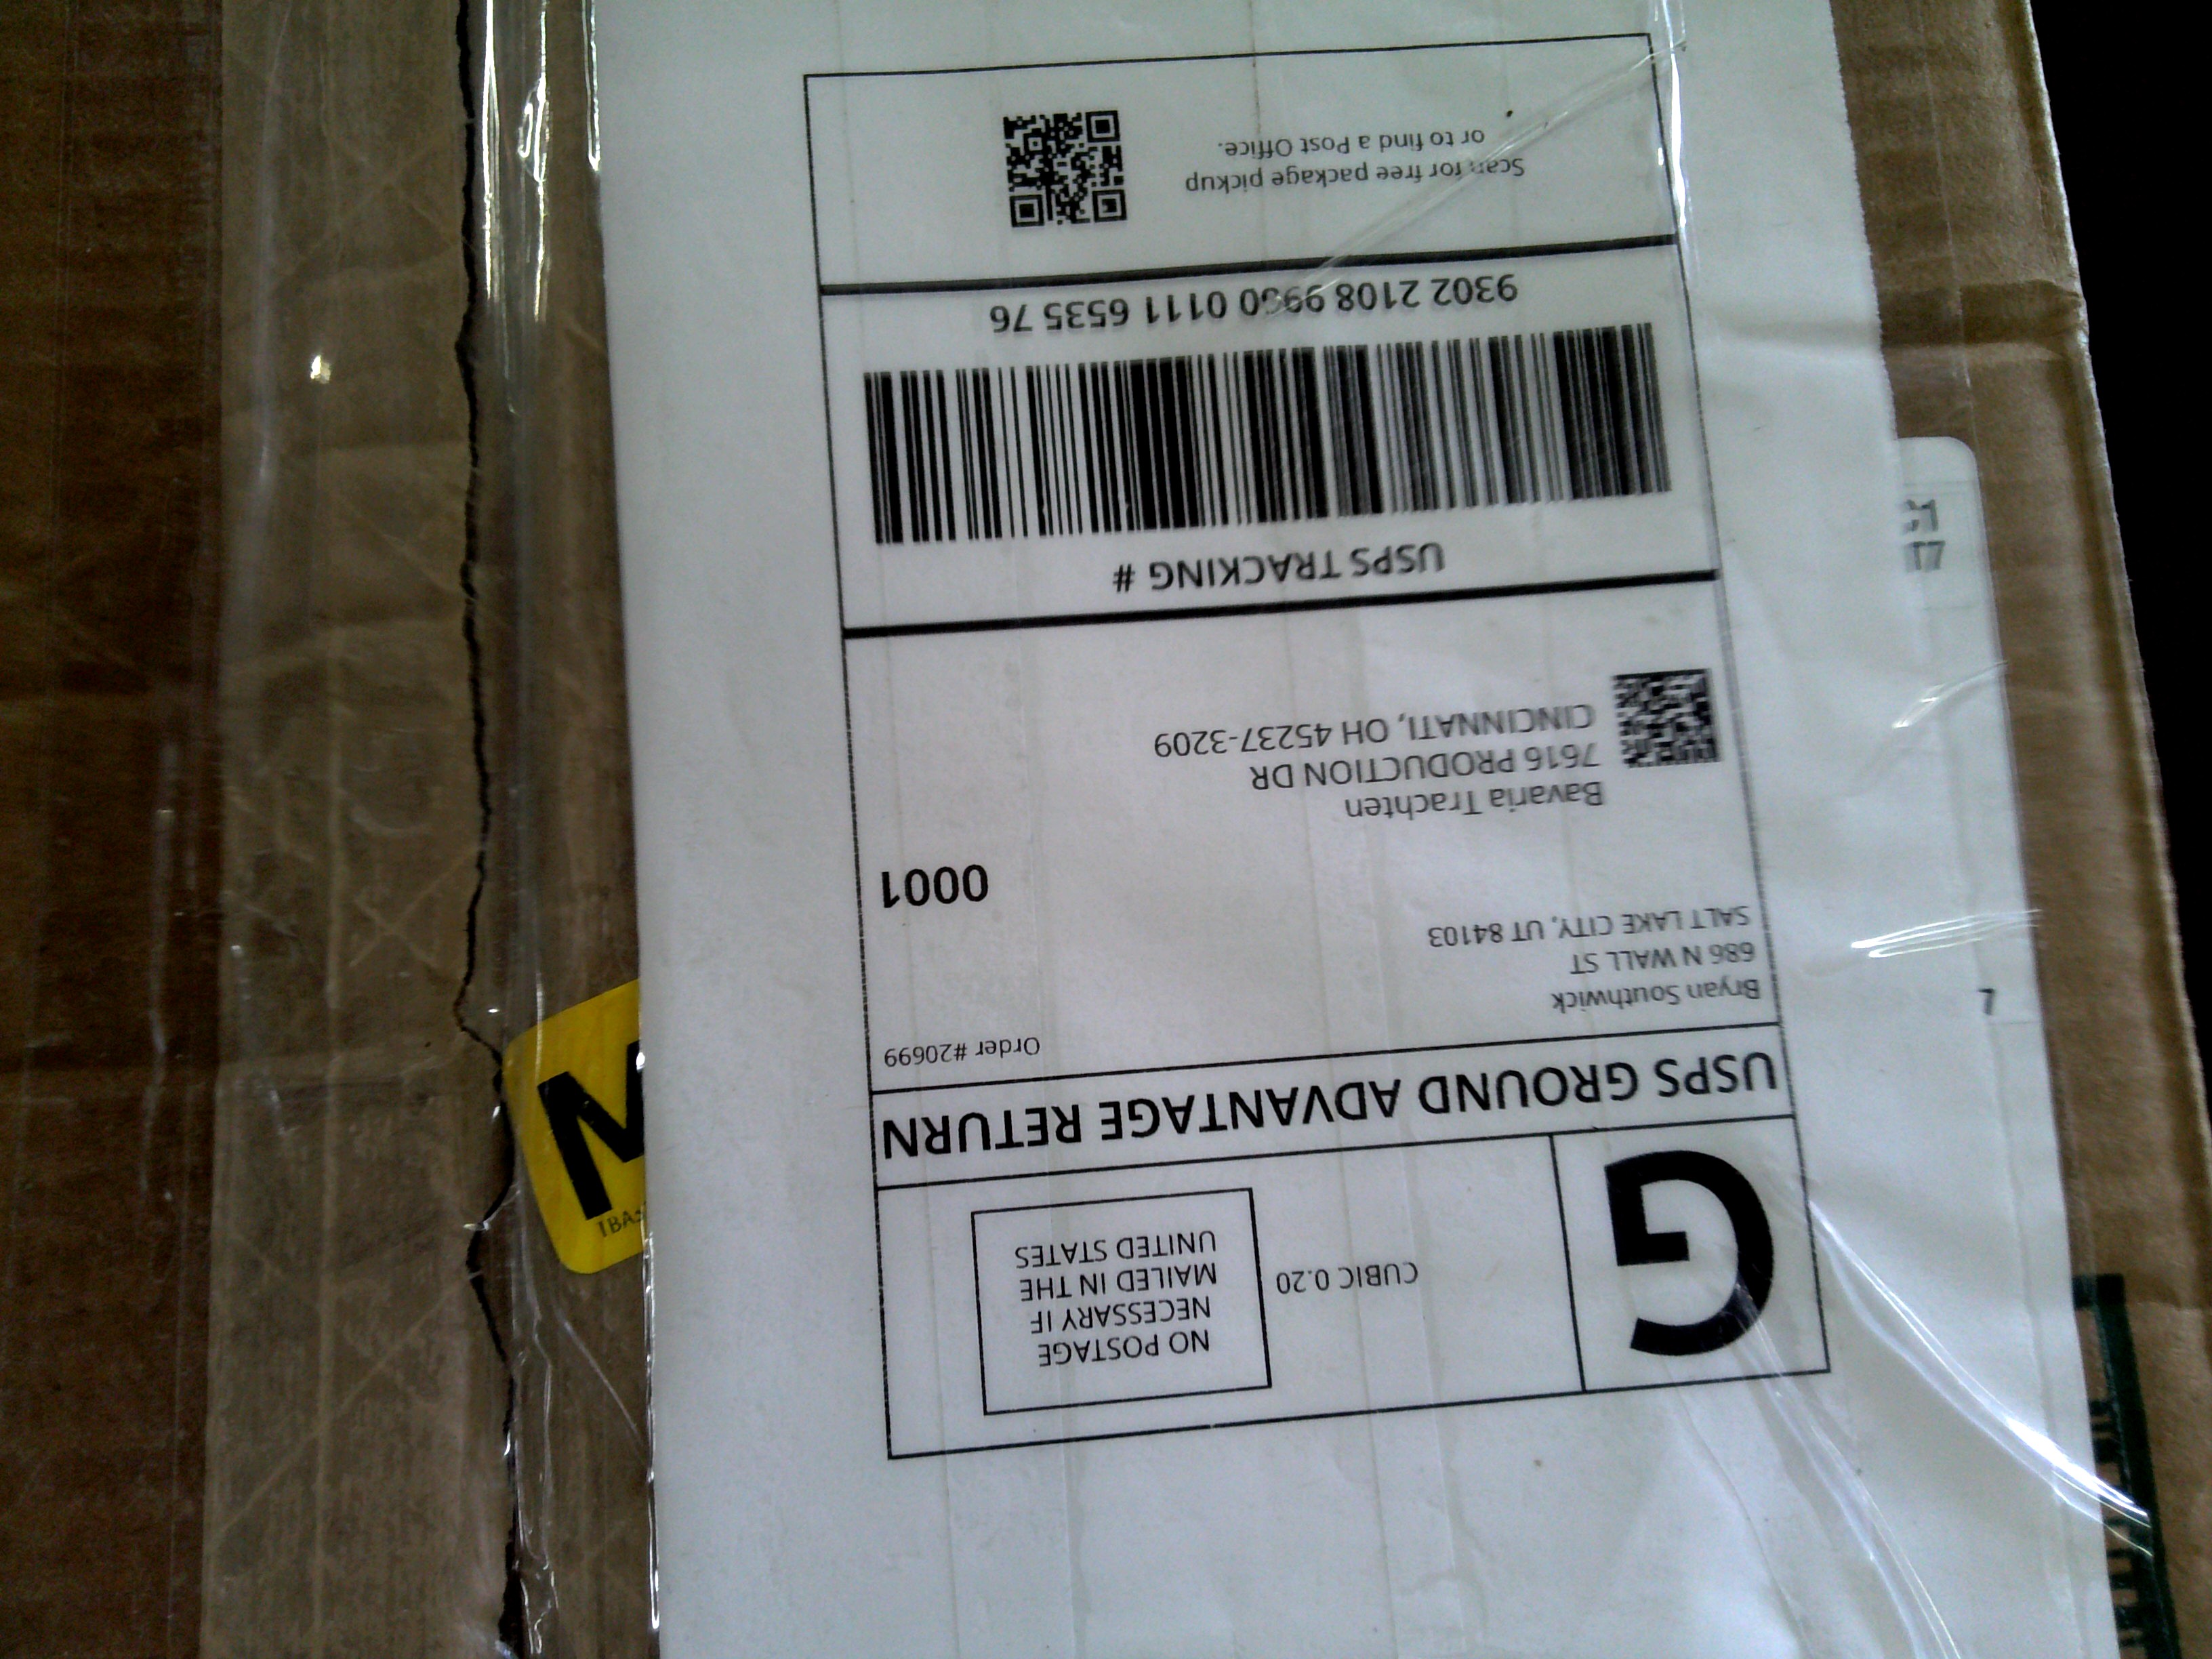 G
CUBIC 0.20
NO POSTAGE
NECESSARY IF
MAILED IN THE
UNITED STATES
USPS GROUND ADVANTAGE RETURN
Bryan Southwick
686 N WALL ST
SALT LAKE CITY, UT 84103
Order #20699
0001
Bavaria Trachten
7616 PRODUCTION DR
CINCINNATI, OH 45237-3209
USPS TRACKING #
9302 2108 0111 6535 76
Scan for free package pickup
or to find a Post Office.
M
7